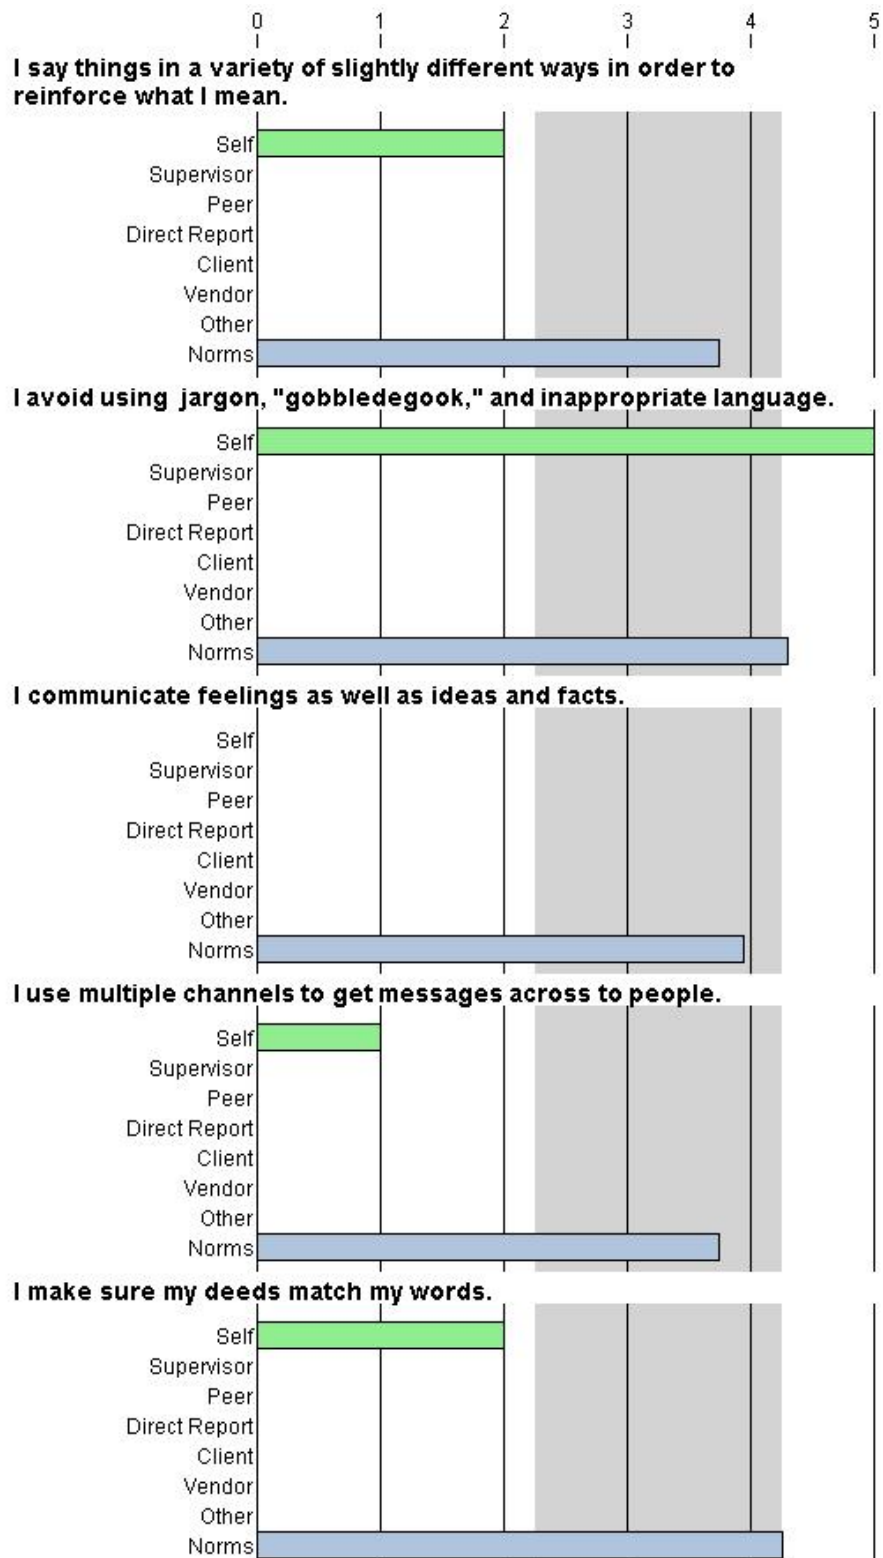 0 1 2 3 4 5
I say things in a variety of slightly different ways in order to
reinforce what I mean.
Self
Supervisor
Peer
Direct Report
Client
Vendor
Other
Norms
I avoid using jargon, "gobbledegook," and inappropriate language.
Self
Supervisor
Peer
Direct Report
Client
Vendor
Other
Norms
I communicate feelings as well as ideas and facts.
Self
Supervisor
Peer
Direct Report
Client
Vendor
Other
Norms
I use multiple channels to get messages across to people.
Self
Supervisor
Peer
Direct Report
Client
Vendor
Other
Norms
I make sure my deeds match my words.
Self
Supervisor
Peer
Direct Report
Client
Vendor
Other
Norms